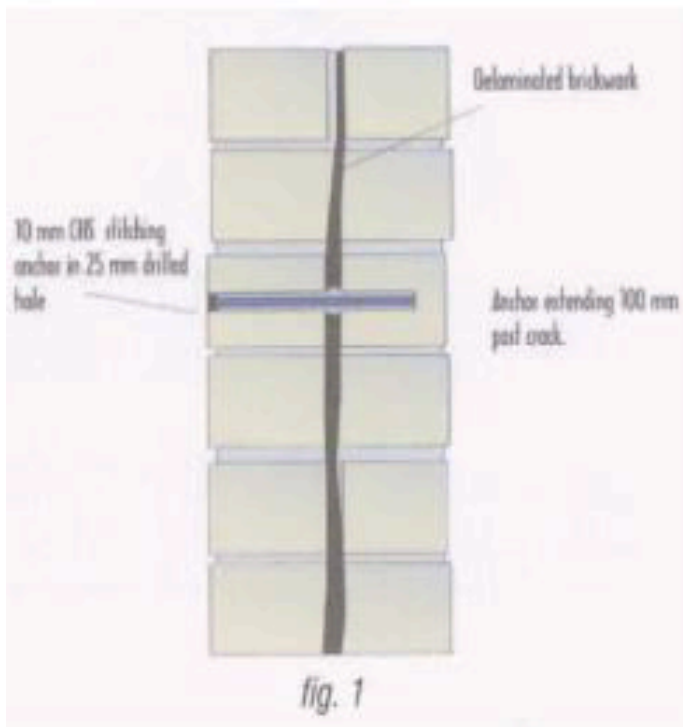 Delaminated brickwork
10 mm CHS stitching
anchor in 25 mm drilled
hole
Anchor extending 100 mm
past crack.
fig. 1